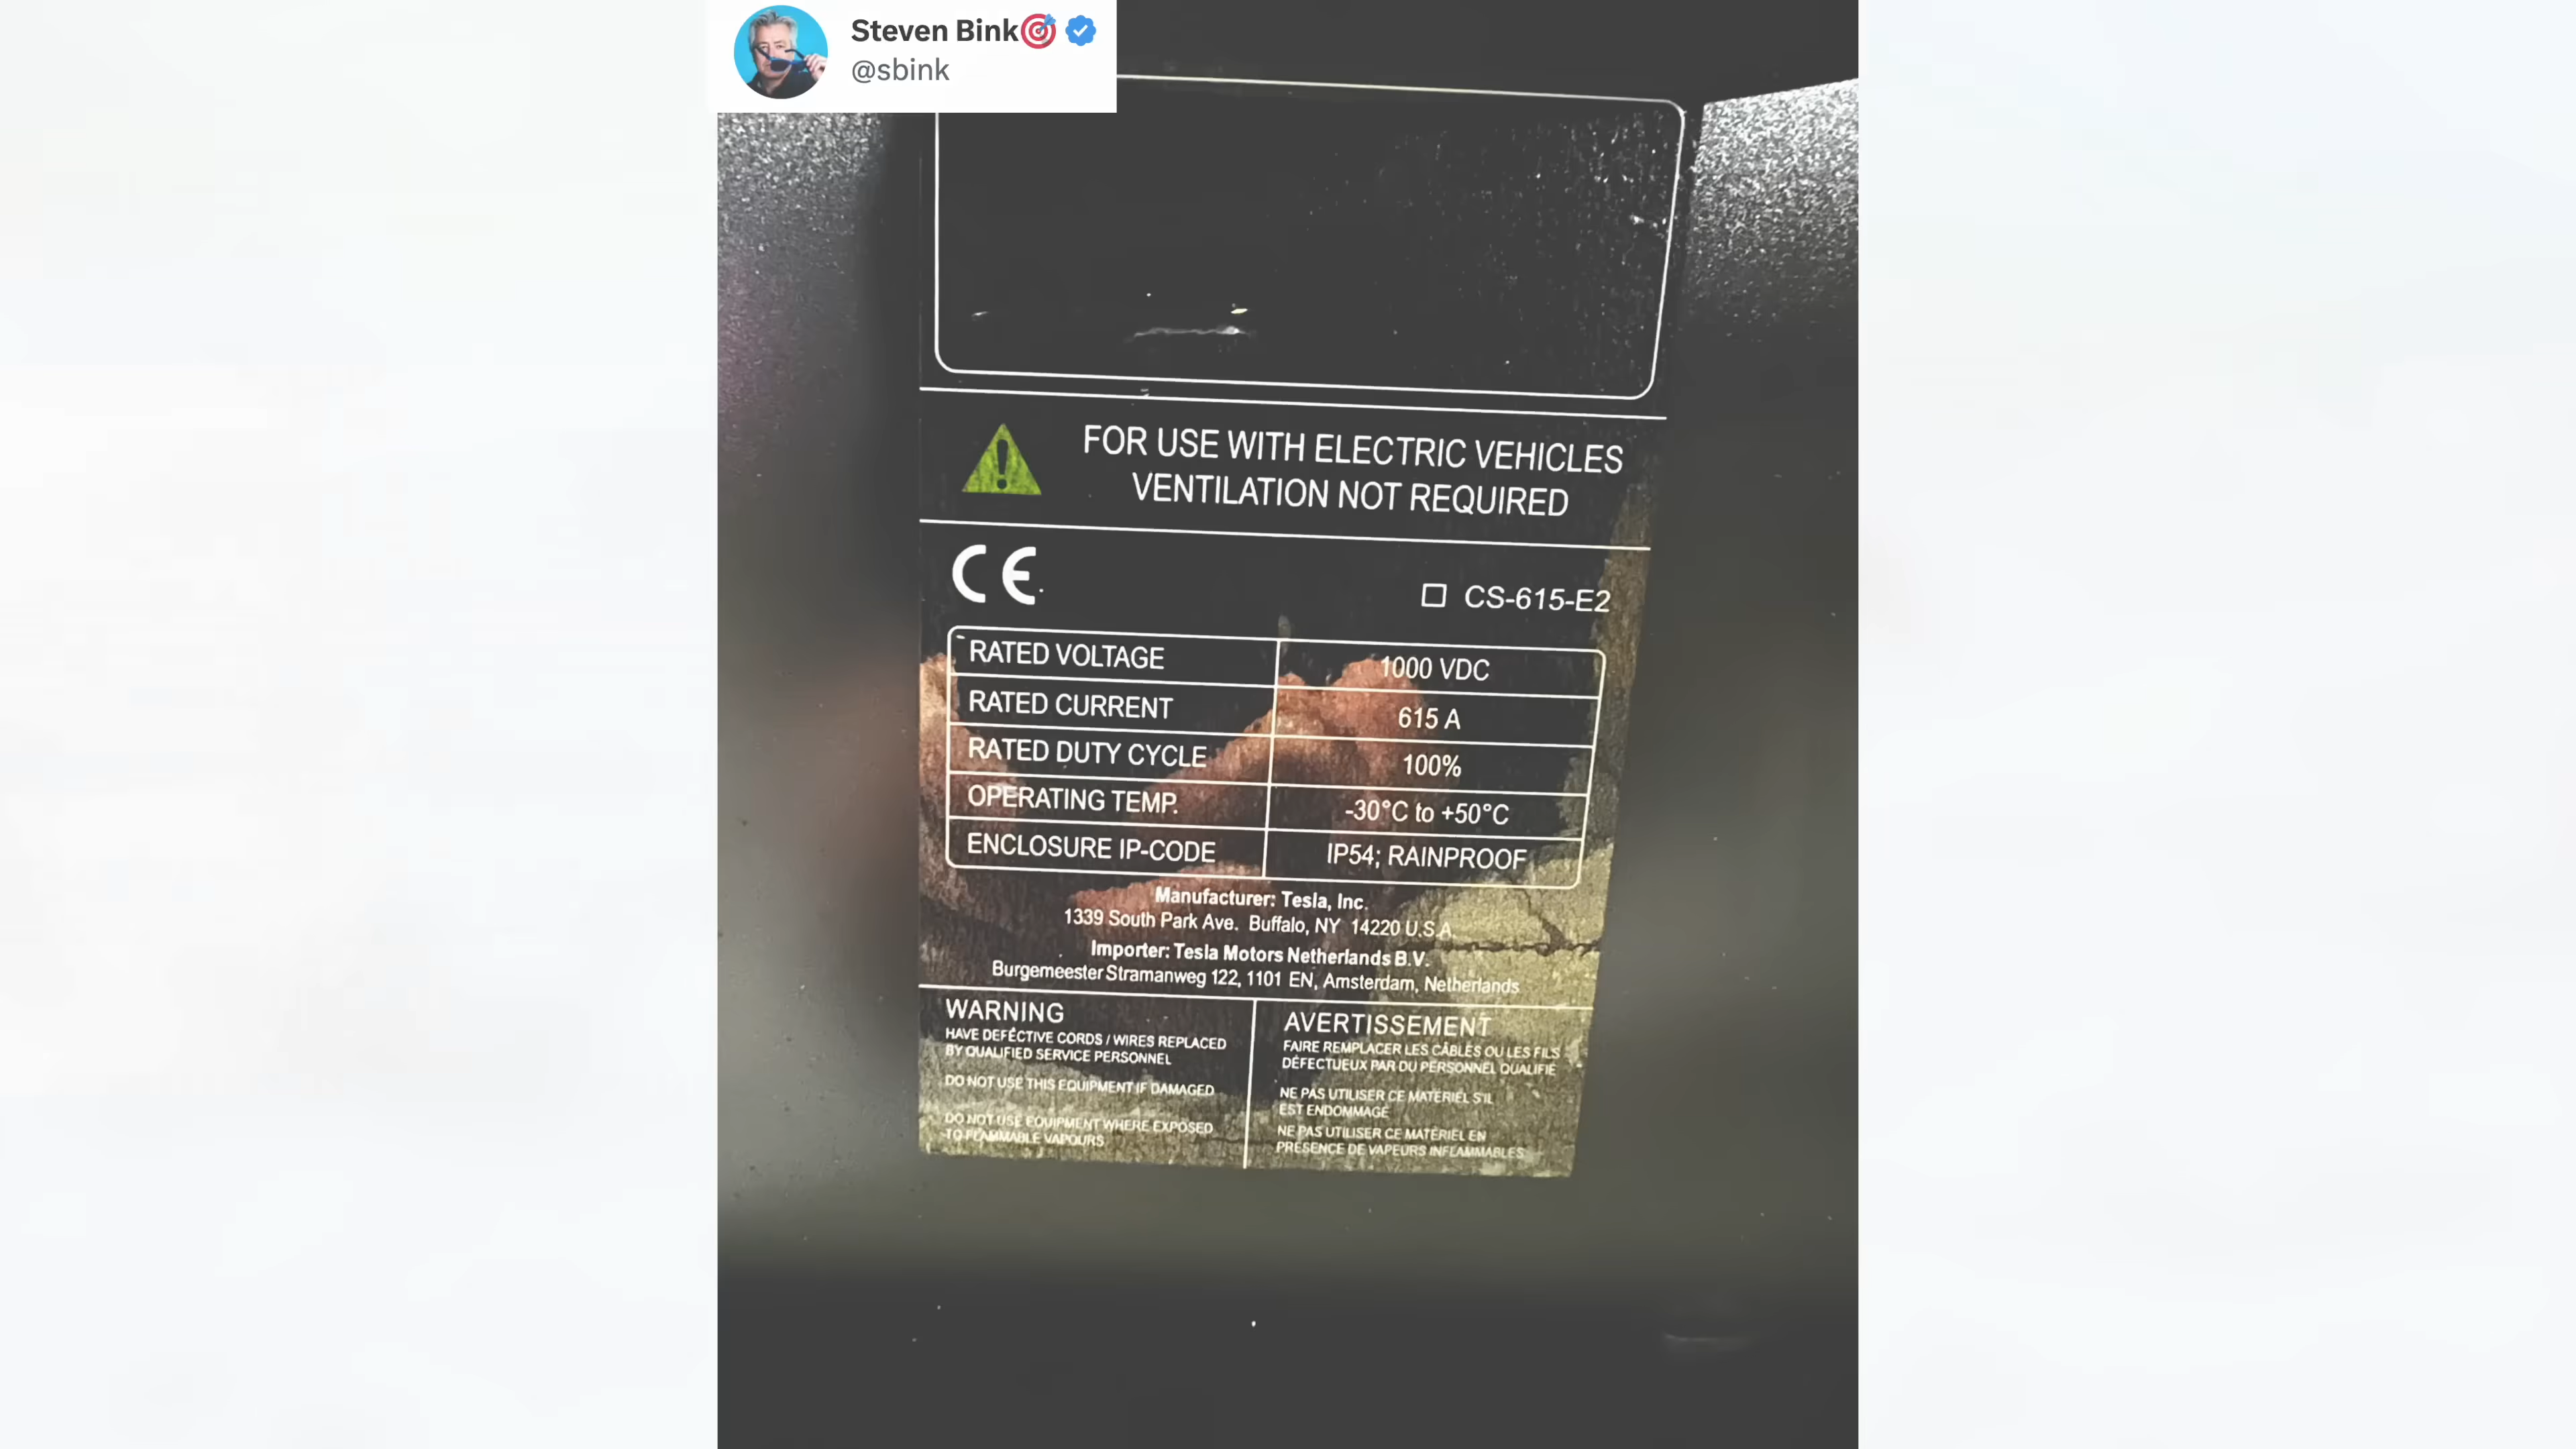 Steven Bink
@sbink
FOR USE WITH ELECTRIC VEHICLES
VENTILATION NOT REQUIRED
CE
CS-615-E2
RATED VOLTAGE 1000 VDC
RATED CURRENT 615 A
RATED DUTY CYCLE 100%
OPERATING TEMP. -30°C to +50°C
ENCLOSURE IP-CODE IP54; RAINPROOF
Manufacturer: Tesla, Inc.
1339 South Park Ave. Buffalo, NY 14220 U.S.A.
Importer: Tesla Motors Netherlands B.V.
Burgemeester Stramanweg 122, 1101 EN, Amsterdam, Netherlands
WARNING
HAVE DEFECTIVE CORDS / WIRES REPLACED
BY QUALIFIED SERVICE PERSONNEL
DO NOT USE THIS EQUIPMENT IF DAMAGED
DO NOT USE EQUIPMENT WHERE EXPOSED
TO FLAMMABLE VAPOURS
AVERTISSEMENT
FAIRE REMPLACER LES CÂBLES OU LES FILS
DÉFECTUEUX PAR DU PERSONNEL QUALIFIÉ
NE PAS UTILISER CE MATÉRIEL S'IL
EST ENDOMMAGÉ
NE PAS UTILISER CE MATÉRIEL EN
PRÉSENCE DE VAPEURS INFLAMMABLES